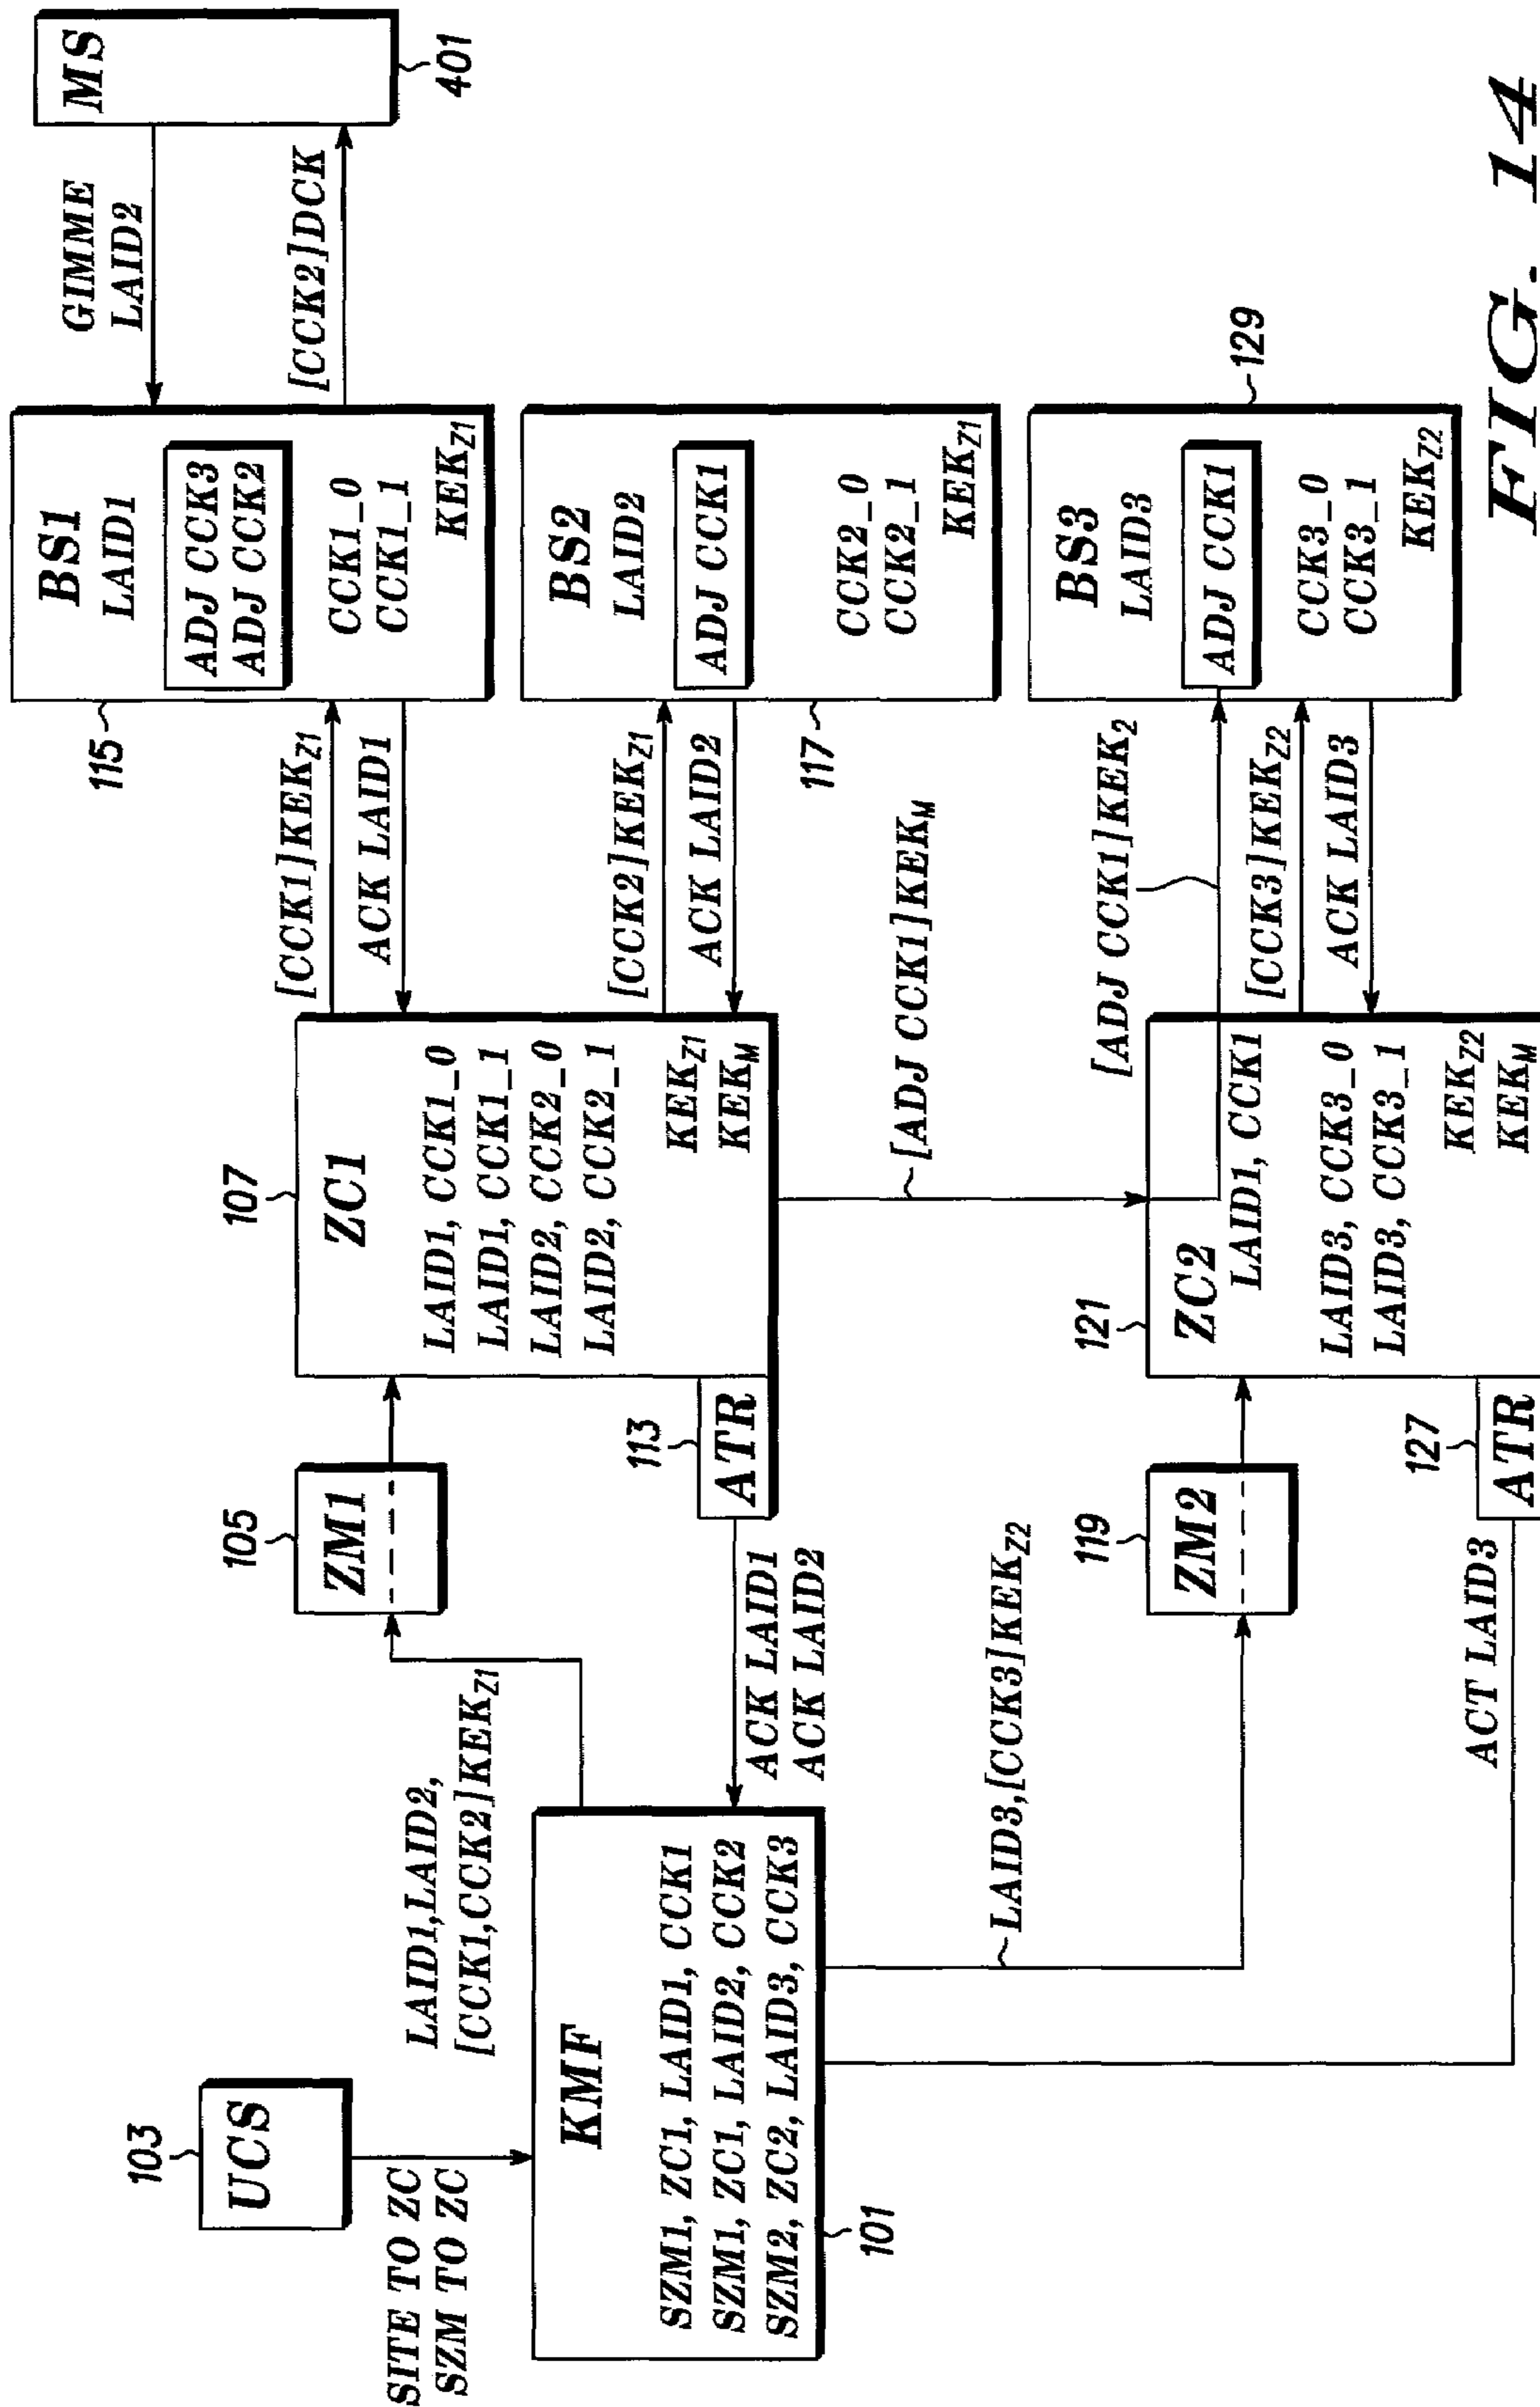 103
UCS
SITE TO ZC
SZM TO ZC
KMF
SZM1, ZC1, LAID1, CCK1
SZM1, ZC1, LAID2, CCK2
SZM2, ZC2, LAID3, CCK3
101
LAID1,LAID2,
[CCK1,CCK2]KEKZ1
105
ZM1
ACK LAID1
ACK LAID2
LAID3,[CCK3]KEKZ2
119
ZM2
ACT LAID3
107
ZC1
LAID1, CCK1_0
LAID1, CCK1_1
LAID2, CCK2_0
LAID2, CCK2_1
KEKZ1
KEKM
113
ATR
[ADJ CCK1]KEKM
121
ZC2
LAID1, CCK1
LAID3, CCK3_0
LAID3, CCK3_1
KEKZ2
KEKM
127
ATR
[CCK1]KEKZ1
ACK LAID1
[CCK2]KEKZ1
ACK LAID2
[ADJ CCK1]KEK2
[CCK3]KEKZ2
ACK LAID3
115
BS1
LAID1
ADJ CCK3
ADJ CCK2
CCK1_0
CCK1_1
KEKZ1
117
BS2
LAID2
ADJ CCK1
CCK2_0
CCK2_1
KEKZ1
129
BS3
LAID3
ADJ CCK1
CCK3_0
CCK3_1
KEKZ2
GIMME
LAID2
[CCK2]DCK
MS
401
FIG. 14